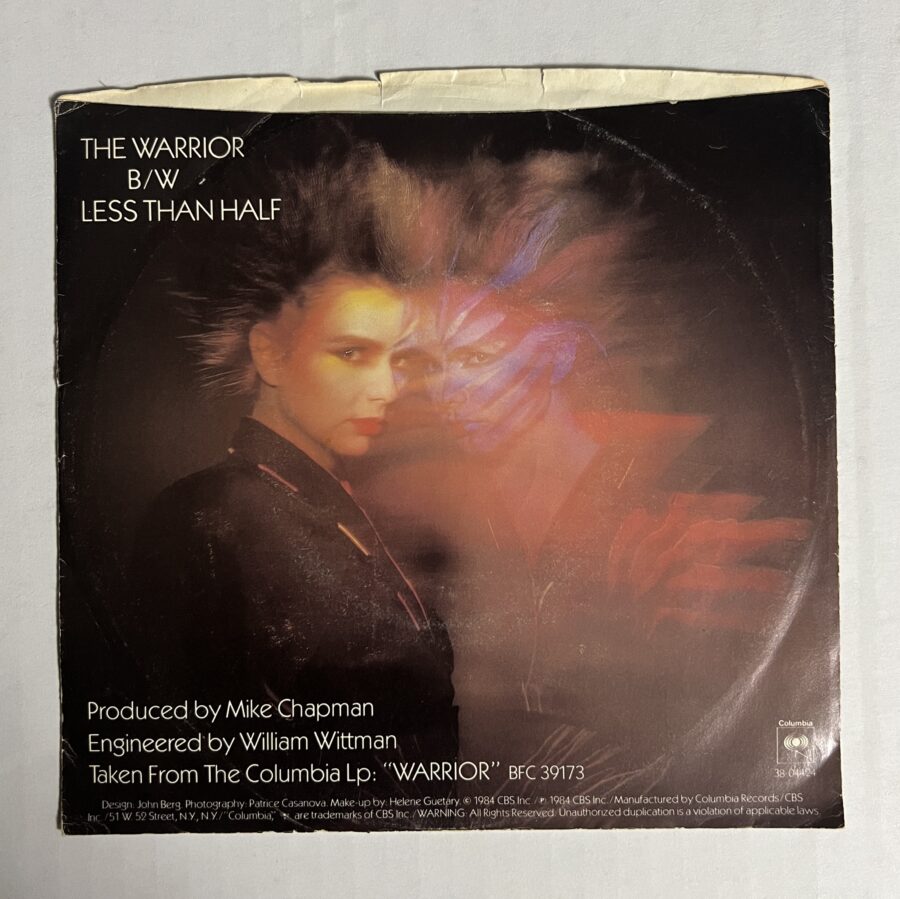 THE WARRIOR
B/W
LESS THAN HALF
Produced by Mike Chapman
Engineered by William Wittman
Taken From The Columbia Lp: “WARRIOR” BFC 39173
Columbia
38-04424
Design: John Berg. Photography: Patrice Casanova. Make-up by: Helene Guetary. © 1984 CBS Inc./℗ 1984 CBS Inc./Manufactured by Columbia Records/CBS
Inc./51 W. 52 Street, N.Y., N.Y./"Columbia," are trademarks of CBS Inc./WARNING: All Rights Reserved. Unauthorized duplication is a violation of applicable laws.